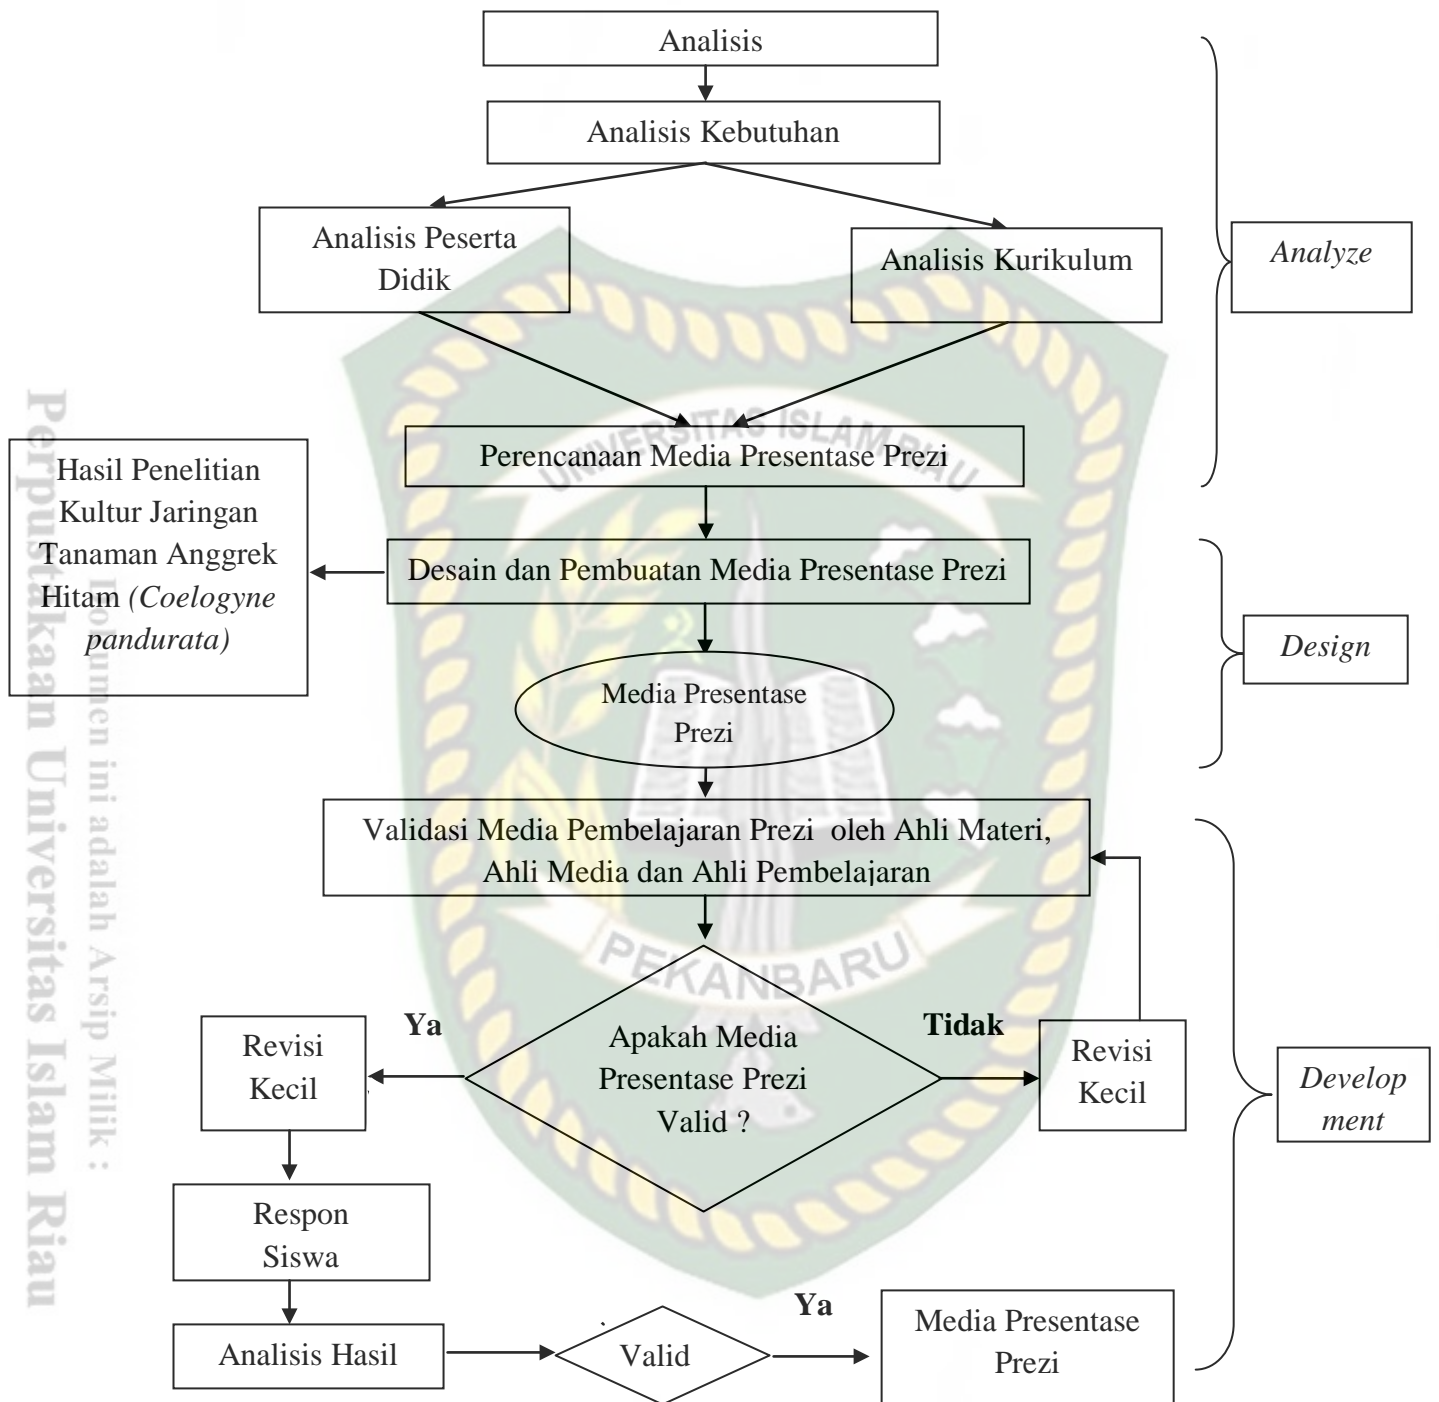 Analisis
Analisis Kebutuhan
Analisis Peserta
Didik
Analisis Kurikulum
Analyze
Perencanaan Media Presentase Prezi
Hasil Penelitian
Kultur Jaringan
Tanaman Anggrek
Hitam (Coelogyne
pandurata)
Desain dan Pembuatan Media Presentase Prezi
Design
Media Presentase
Prezi
Validasi Media Pembelajaran Prezi oleh Ahli Materi,
Ahli Media dan Ahli Pembelajaran
Apakah Media
Presentase Prezi
Valid ?
Ya
Tidak
Revisi
Kecil
Revisi
Kecil
Develop
ment
Respon
Siswa
Analisis Hasil
Valid
Ya
Media Presentase
Prezi
UNIVERSITAS ISLAM RIAU
PEKANBARU
Perpustakaan Universitas Islam Riau
Dokumen ini adalah Arsip Milik :